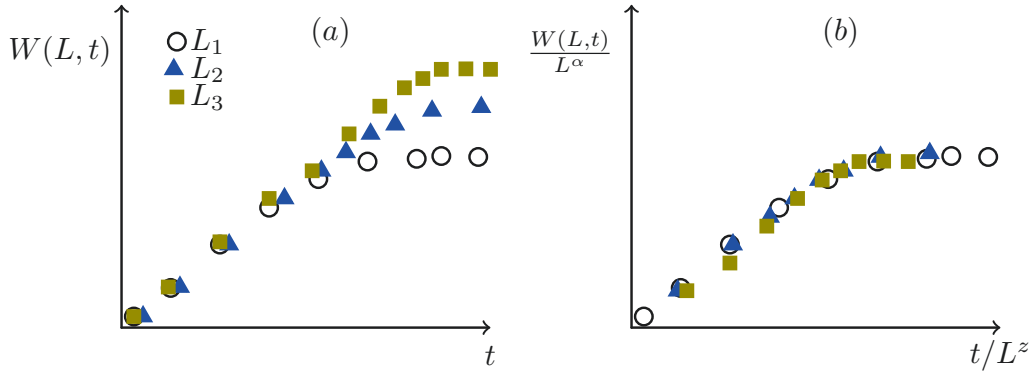 W(L, t)
(a)
L₁
L₂
L₃
t
W(L,t)
L^α
(b)
t/L^z